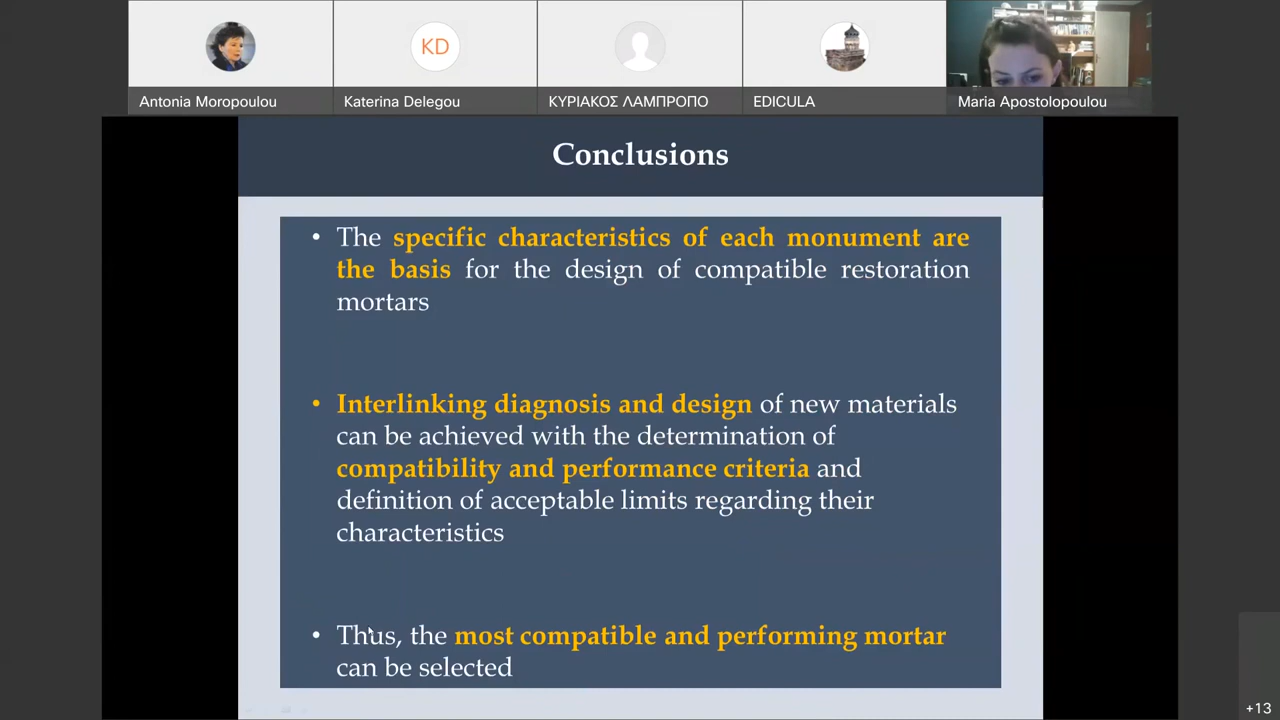 KD
Antonia Moropoulou
Katerina Delegou
ΚΥΡΙΑΚΟΣ ΛΑΜΠΡΟΠΟ
EDICULA
Maria Apostolopoulou
Conclusions
• The specific characteristics of each monument are
the basis for the design of compatible restoration
mortars
• Interlinking diagnosis and design of new materials
can be achieved with the determination of
compatibility and performance criteria and
definition of acceptable limits regarding their
characteristics
• Thus, the most compatible and performing mortar
can be selected
+13